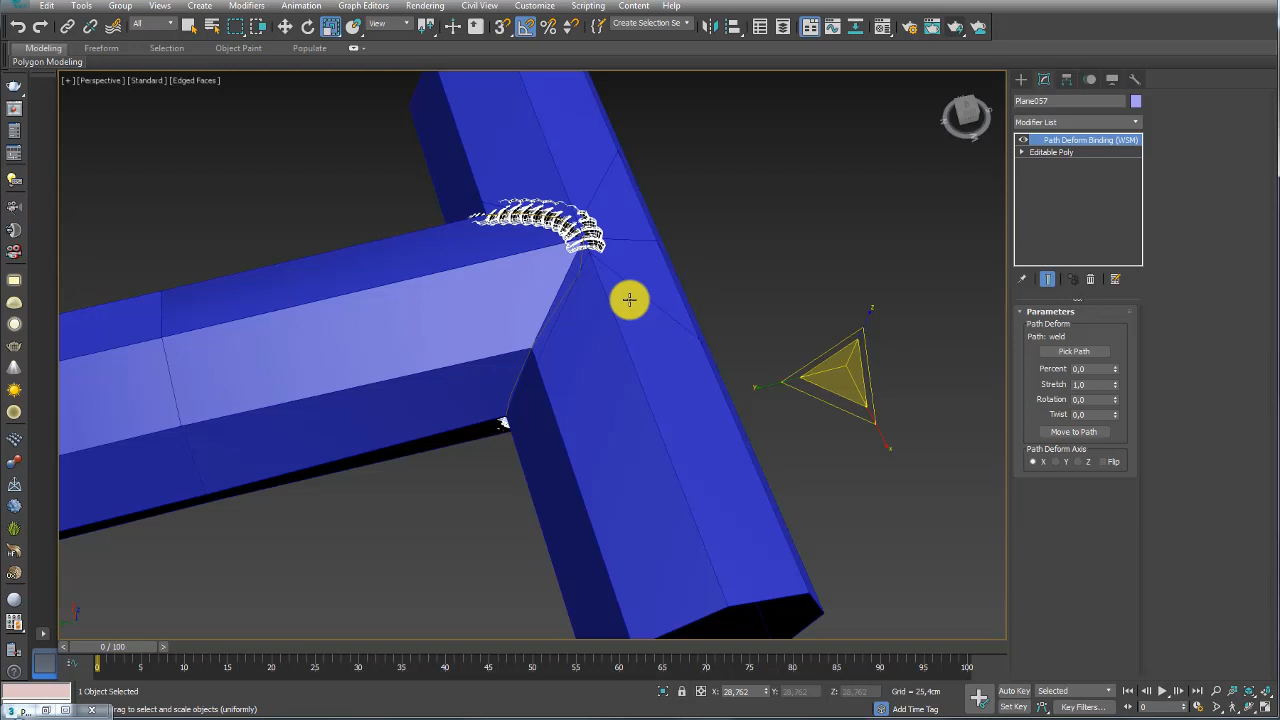 Edit Tools Group Views Create Modifiers Animation Graph Editors Rendering Civil View Customize Scripting Content Help
All View Create Selection Se
Modeling Freeform Selection Object Paint Populate
Polygon Modeling
[+] [Perspective] [Standard] [Edged Faces]
Plane057
Modifier List
Path Deform Binding (WSM)
Editable Poly
Parameters
Path Deform
Path: weld
Pick Path
Percent 0,0
Stretch 1,0
Rotation 0,0
Twist 0,0
Move to Path
Path Deform Axis
X Y Z Flip
z
y
x
0 / 100
0 5 10 15 20 25 30 35 40 45 50 55 60 65 70 75 80 85 90 95 100
1 Object Selected X: 28,762 Y: 28,762 Z: 28,762 Grid = 25,4cm Auto Key Selected
drag to select and scale objects (uniformly) Add Time Tag Set Key Key Filters... 0
3 p...